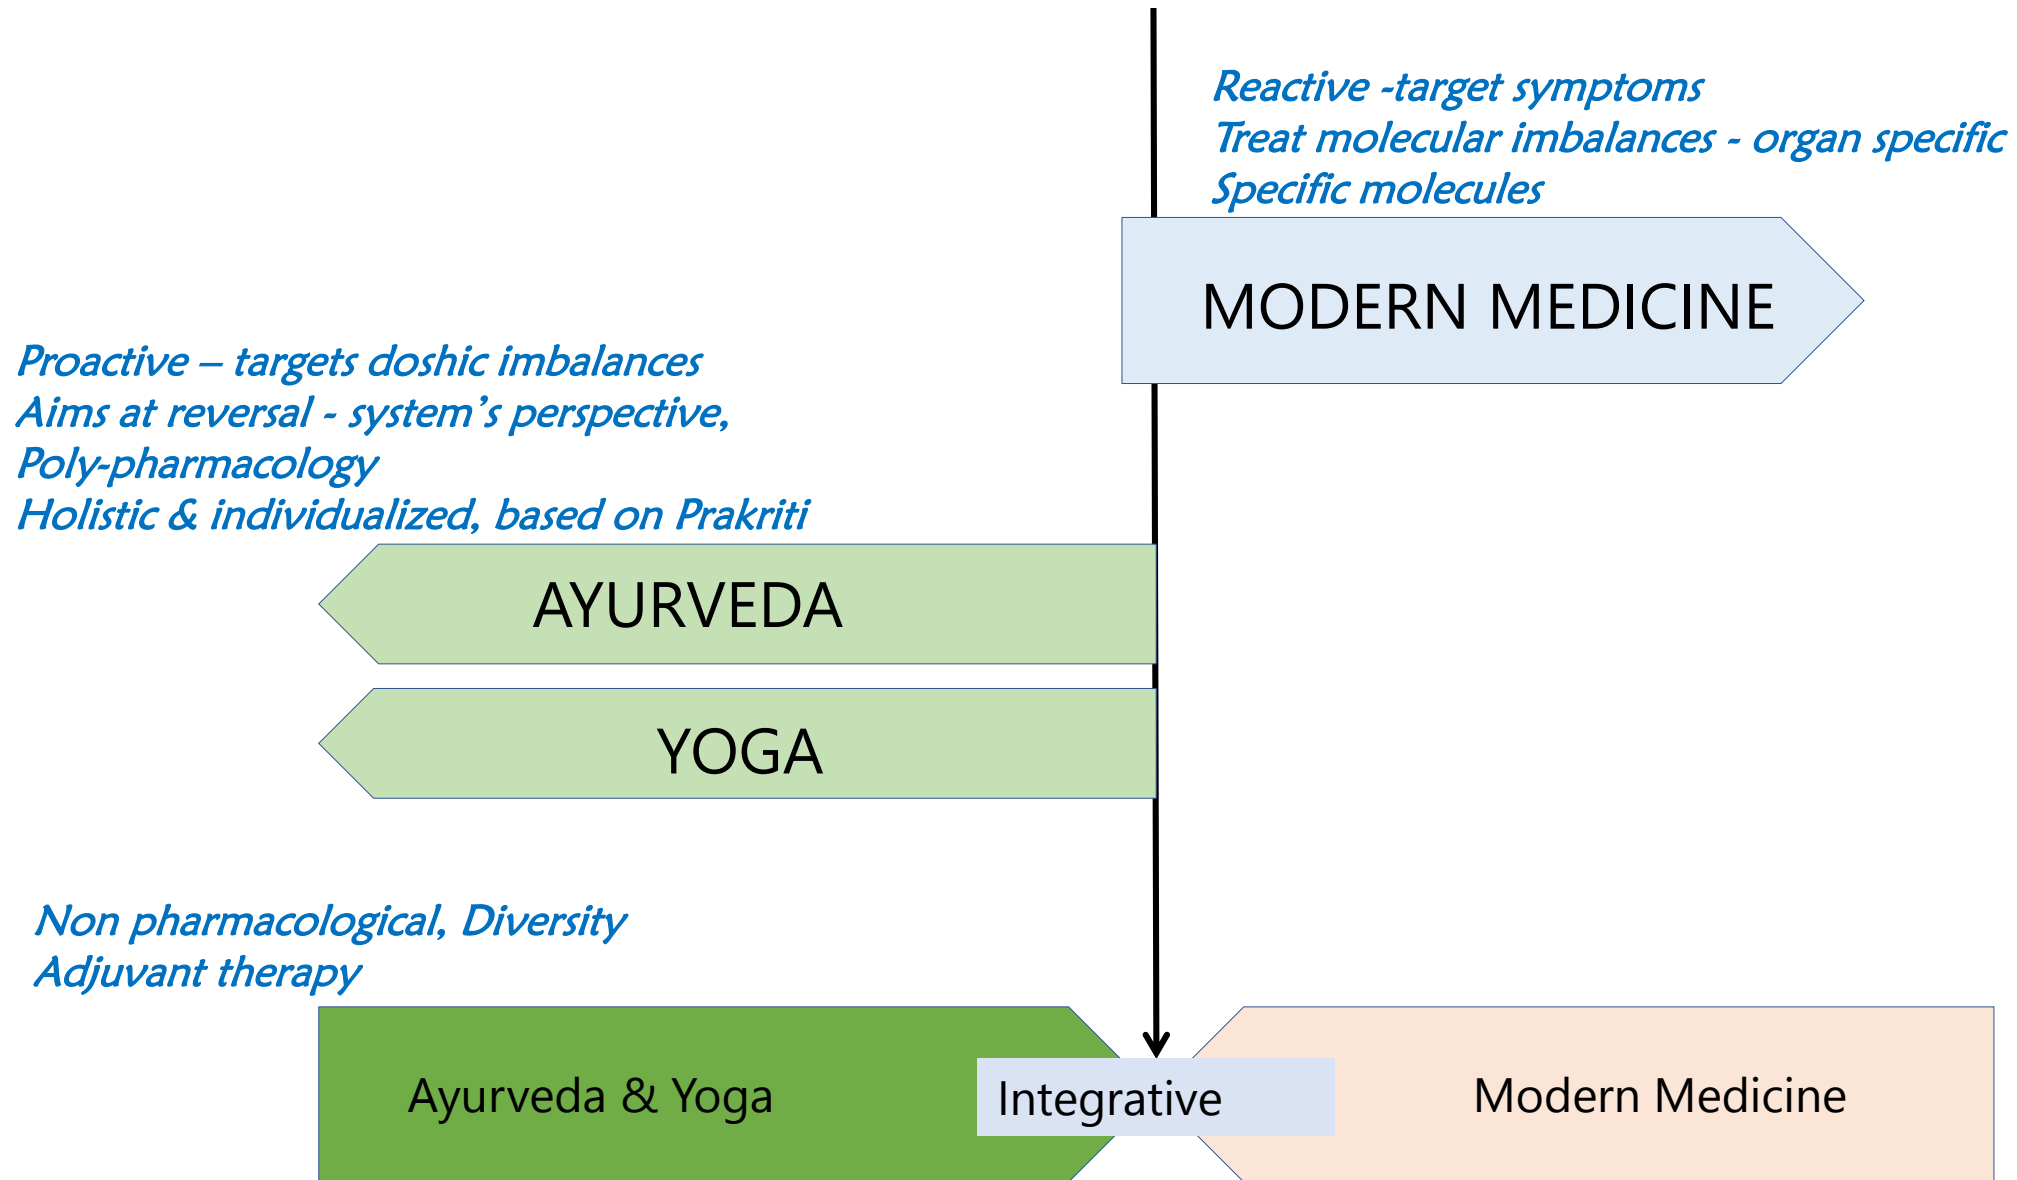 Reactive -target symptoms
Treat molecular imbalances - organ specific
Specific molecules
MODERN MEDICINE
Proactive – targets doshic imbalances
Aims at reversal - system’s perspective,
Poly-pharmacology
Holistic & individualized, based on Prakriti
AYURVEDA
YOGA
Non pharmacological, Diversity
Adjuvant therapy
Ayurveda & Yoga
Integrative
Modern Medicine